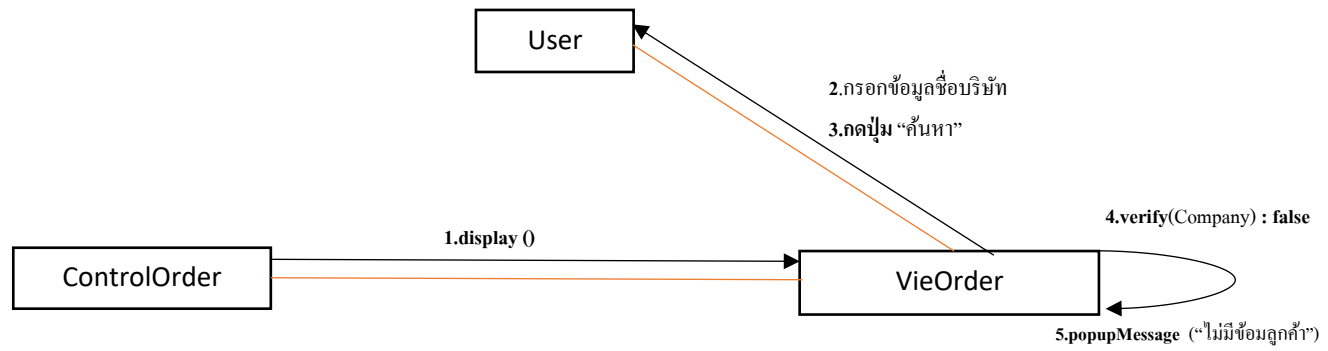 User
2.กรอกข้อมูลชื่อบริษัท
3.กดปุ่ม “ค้นหา”
4.verify(Company) : false
1.display ()
ControlOrder
VieOrder
5.popupMessage (“ไม่มีข้อมลูกค้า”)